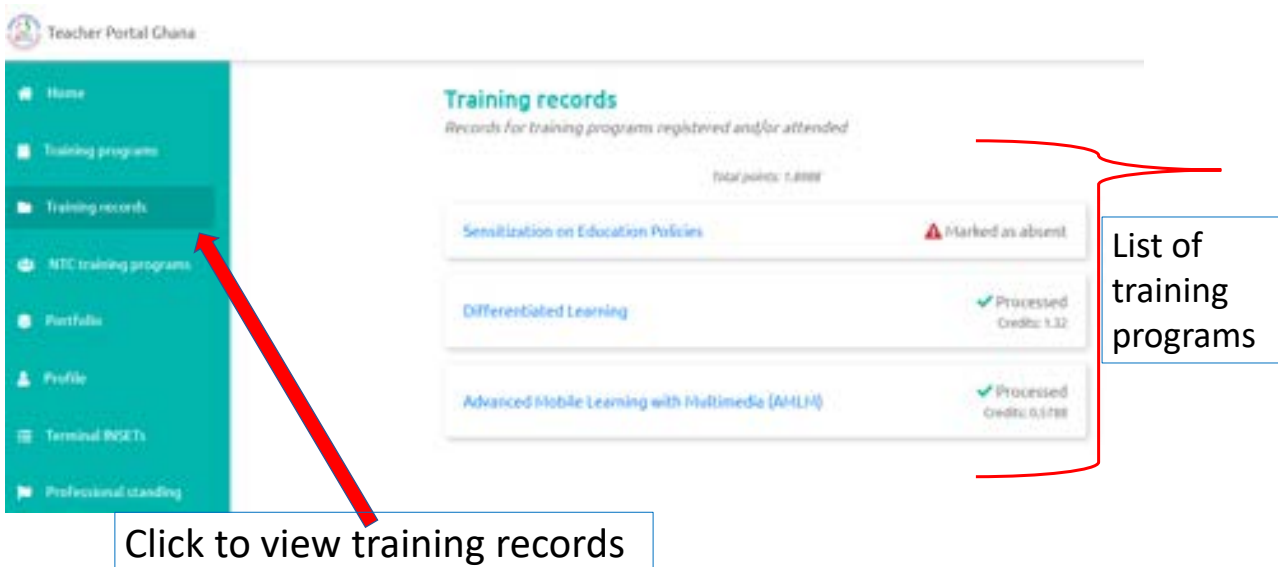 Teacher Portal Ghana
Home
Training programs
Training records
NTC training programs
Portfolio
Profile
Terminal INSETs
Professional standing
Training records
Records for training programs registered and/or attended
Total points:
Sensitization on Education Policies
Marked as absent
Differentiated Learning
Processed
Credits: 1.32
Advanced Mobile Learning with Multimedia (AMLM)
Processed
Credits: 0.5788
List of
training
programs
Click to view training records